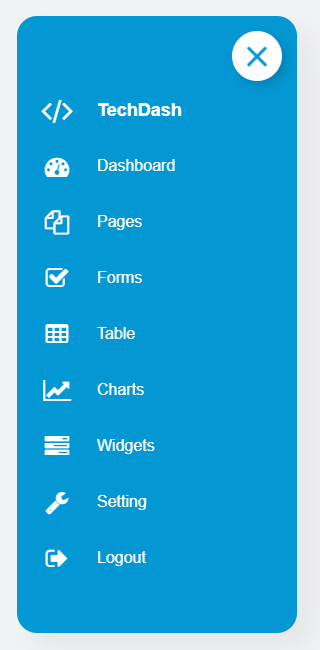 TechDash
Dashboard
Pages
Forms
Table
Charts
Widgets
Setting
Logout